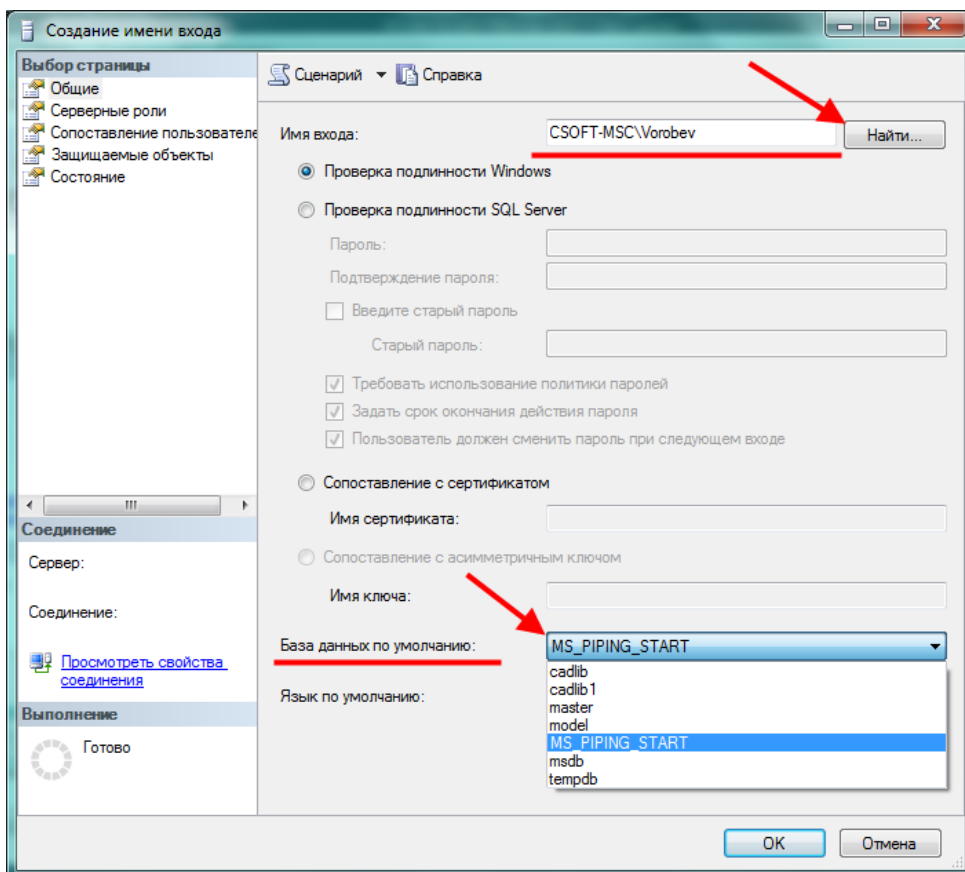 Создание имени входа
Выбор страницы
Общие
Серверные роли
Сопоставление пользователе
Защищаемые объекты
Состояние
Сценарий
Справка
Имя входа:
CSOFT-MSC\Vorobev
Найти...
Проверка подлинности Windows
Проверка подлинности SQL Server
Пароль:
Подтверждение пароля:
Введите старый пароль
Старый пароль:
Требовать использование политики паролей
Задать срок окончания действия пароля
Пользователь должен сменить пароль при следующем входе
Сопоставление с сертификатом
Имя сертификата:
Сопоставление с асимметричным ключом
Имя ключа:
База данных по умолчанию:
MS_PIPING_START
cadlib
cadlib1
master
model
MS_PIPING_START
msdb
tempdb
Язык по умолчанию:
Соединение
Сервер:
Соединение:
Просмотреть свойства
соединения
Выполнение
Готово
OK
Отмена